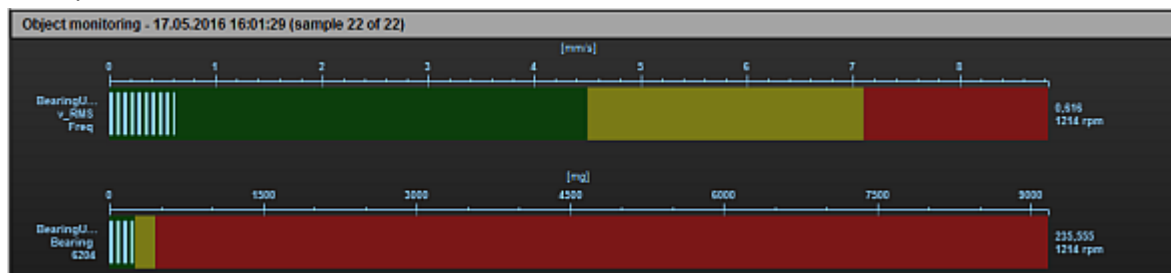 Object monitoring - 17.05.2016 16:01:29 (sample 22 of 22)
[mm/s]
0 1 2 3 4 5 6 7 8
BearingU...
v_RMS
Freq
0,616
1214 rpm
[mg]
0 1500 3000 4500 6000 7500 9000
BearingU...
Bearing
6204
235,555
1214 rpm